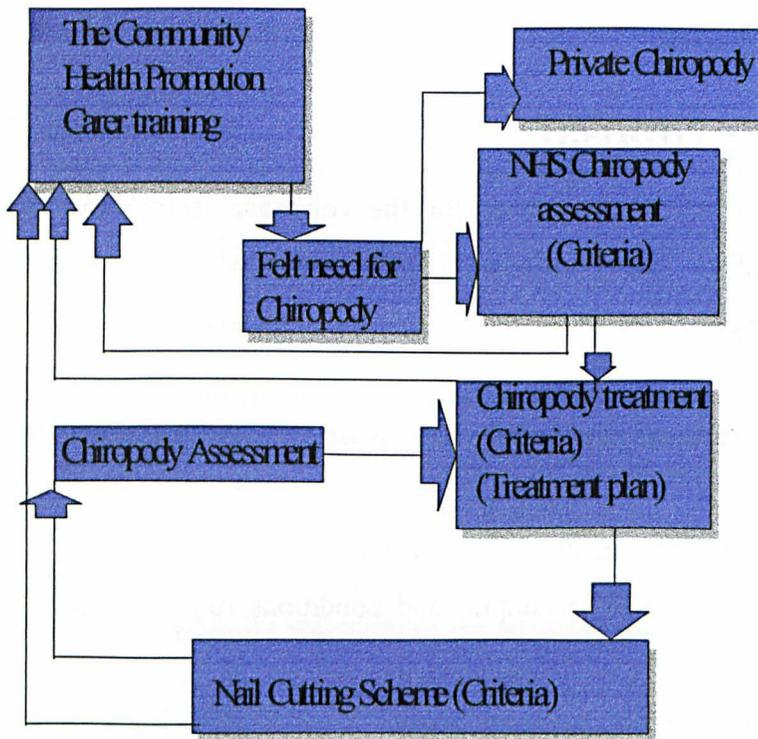 The Community
Health Promotion
Carer training
Private Chiropody
NHS Chiropody
assessment
(Criteria)
Felt need for
Chiropody
Chiropody treatment
(Criteria)
(Treatment plan)
Chiropody Assessment
Nail Cutting Scheme (Criteria)